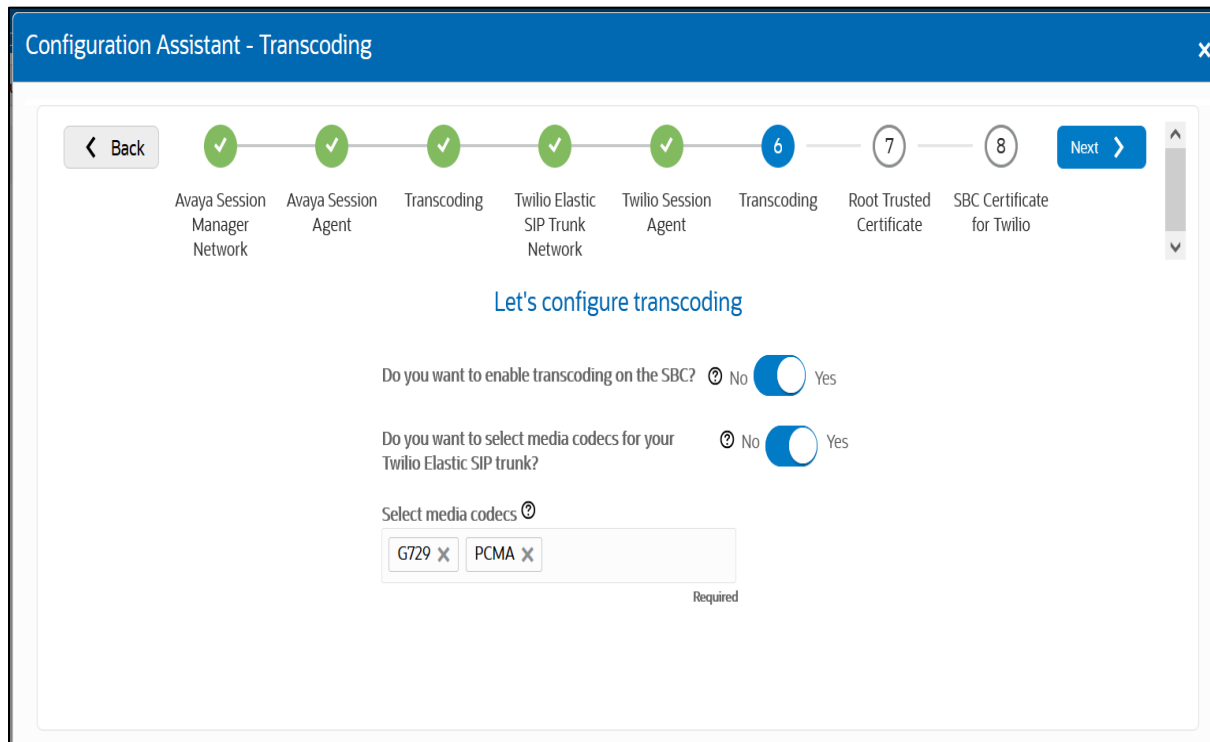 Configuration Assistant - Transcoding
Back
6
7
8
Next
Avaya Session
Manager
Network
Avaya Session
Agent
Transcoding
Twilio Elastic
SIP Trunk
Network
Twilio Session
Agent
Transcoding
Root Trusted
Certificate
SBC Certificate
for Twilio
Let's configure transcoding
Do you want to enable transcoding on the SBC? ? No Yes
Do you want to select media codecs for your ? No Yes
Twilio Elastic SIP trunk?
Select media codecs ?
G729 PCMA
Required